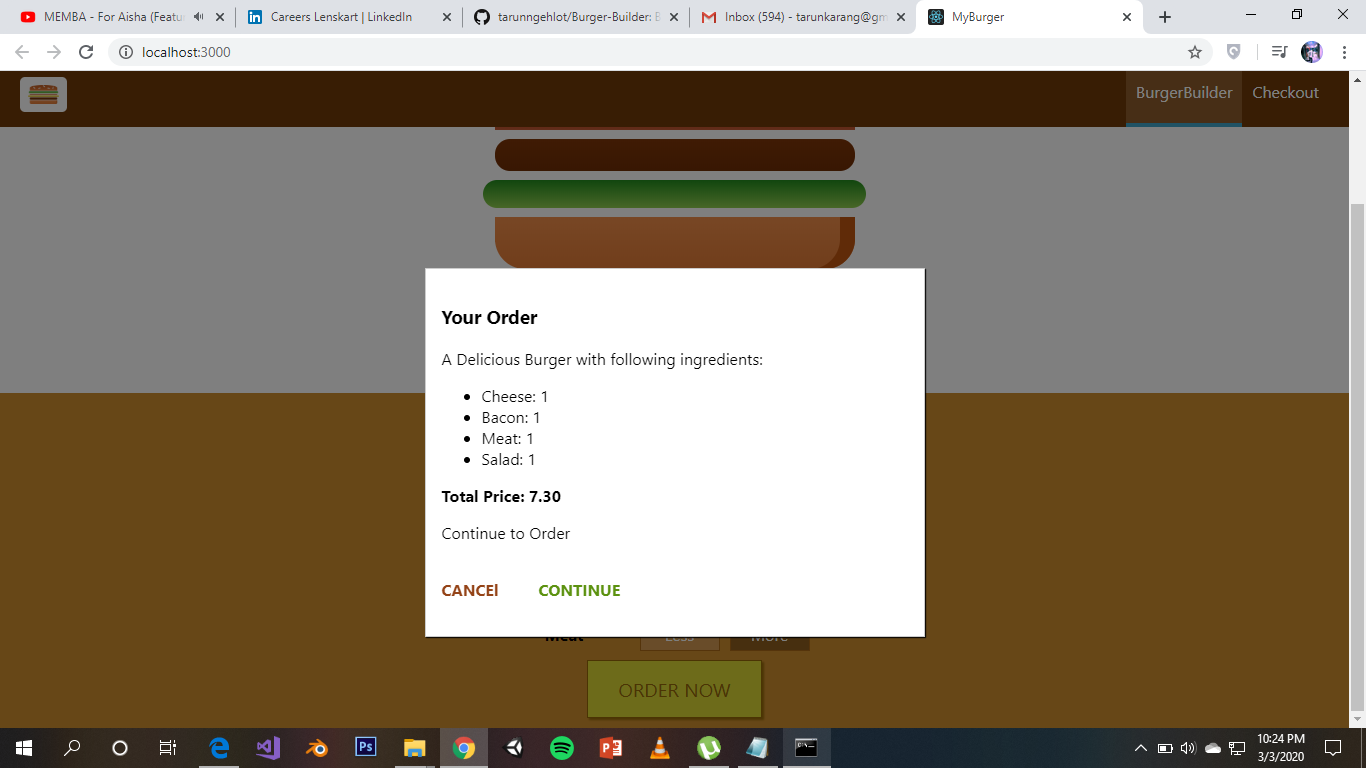 MEMBA - For Aisha (Featu
Careers Lenskart | LinkedIn
tarunngehlot/Burger-Builder: B
Inbox (594) - tarunkarang@gm
MyBurger
localhost:3000
BurgerBuilder
Checkout
Your Order
A Delicious Burger with following ingredients:
Cheese: 1
Bacon: 1
Meat: 1
Salad: 1
Total Price: 7.30
Continue to Order
CANCEl
CONTINUE
Meat
Less
More
ORDER NOW
Ps
10:24 PM
3/3/2020